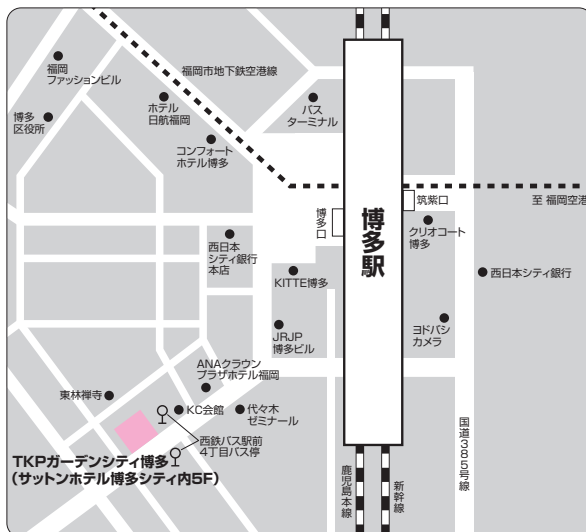 福岡市地下鉄空港線
福岡
ファッションビル
博多
区役所
ホテル
日航福岡
コンフォート
ホテル博多
バス
ターミナル
博多駅
筑紫口
至 福岡空港
博多口
クリオコート
博多
西日本
シティ銀行
本店
KITTE博多
西日本シティ銀行
JRJP
博多ビル
ヨドバシ
カメラ
ANAクラウン
プラザホテル福岡
東林禅寺
KC会館
代々木
ゼミナール
西鉄バス駅前
4丁目バス停
国道385号線
TKPガーデンシティ博多
(サットンホテル博多シティ内5F)
鹿児島本線
新幹線